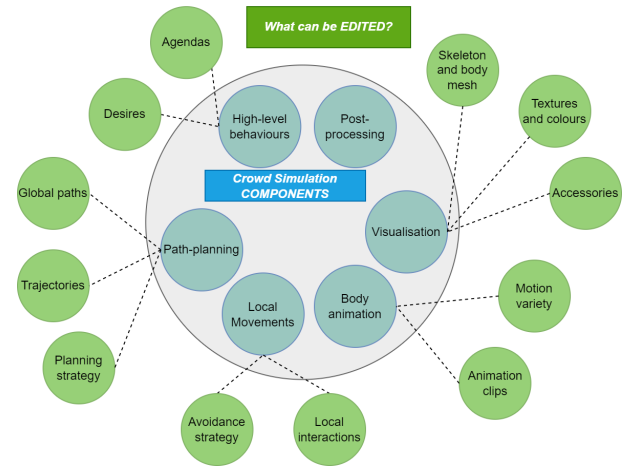 What can be EDITED?
Agendas
Skeleton
and body
mesh
Desires
High-level
behaviours
Post-
processing
Textures
and colours
Crowd Simulation
COMPONENTS
Global paths
Accessories
Path-planning
Visualisation
Trajectories
Local
Movements
Body
animation
Motion
variety
Planning
strategy
Animation
clips
Avoidance
strategy
Local
interactions